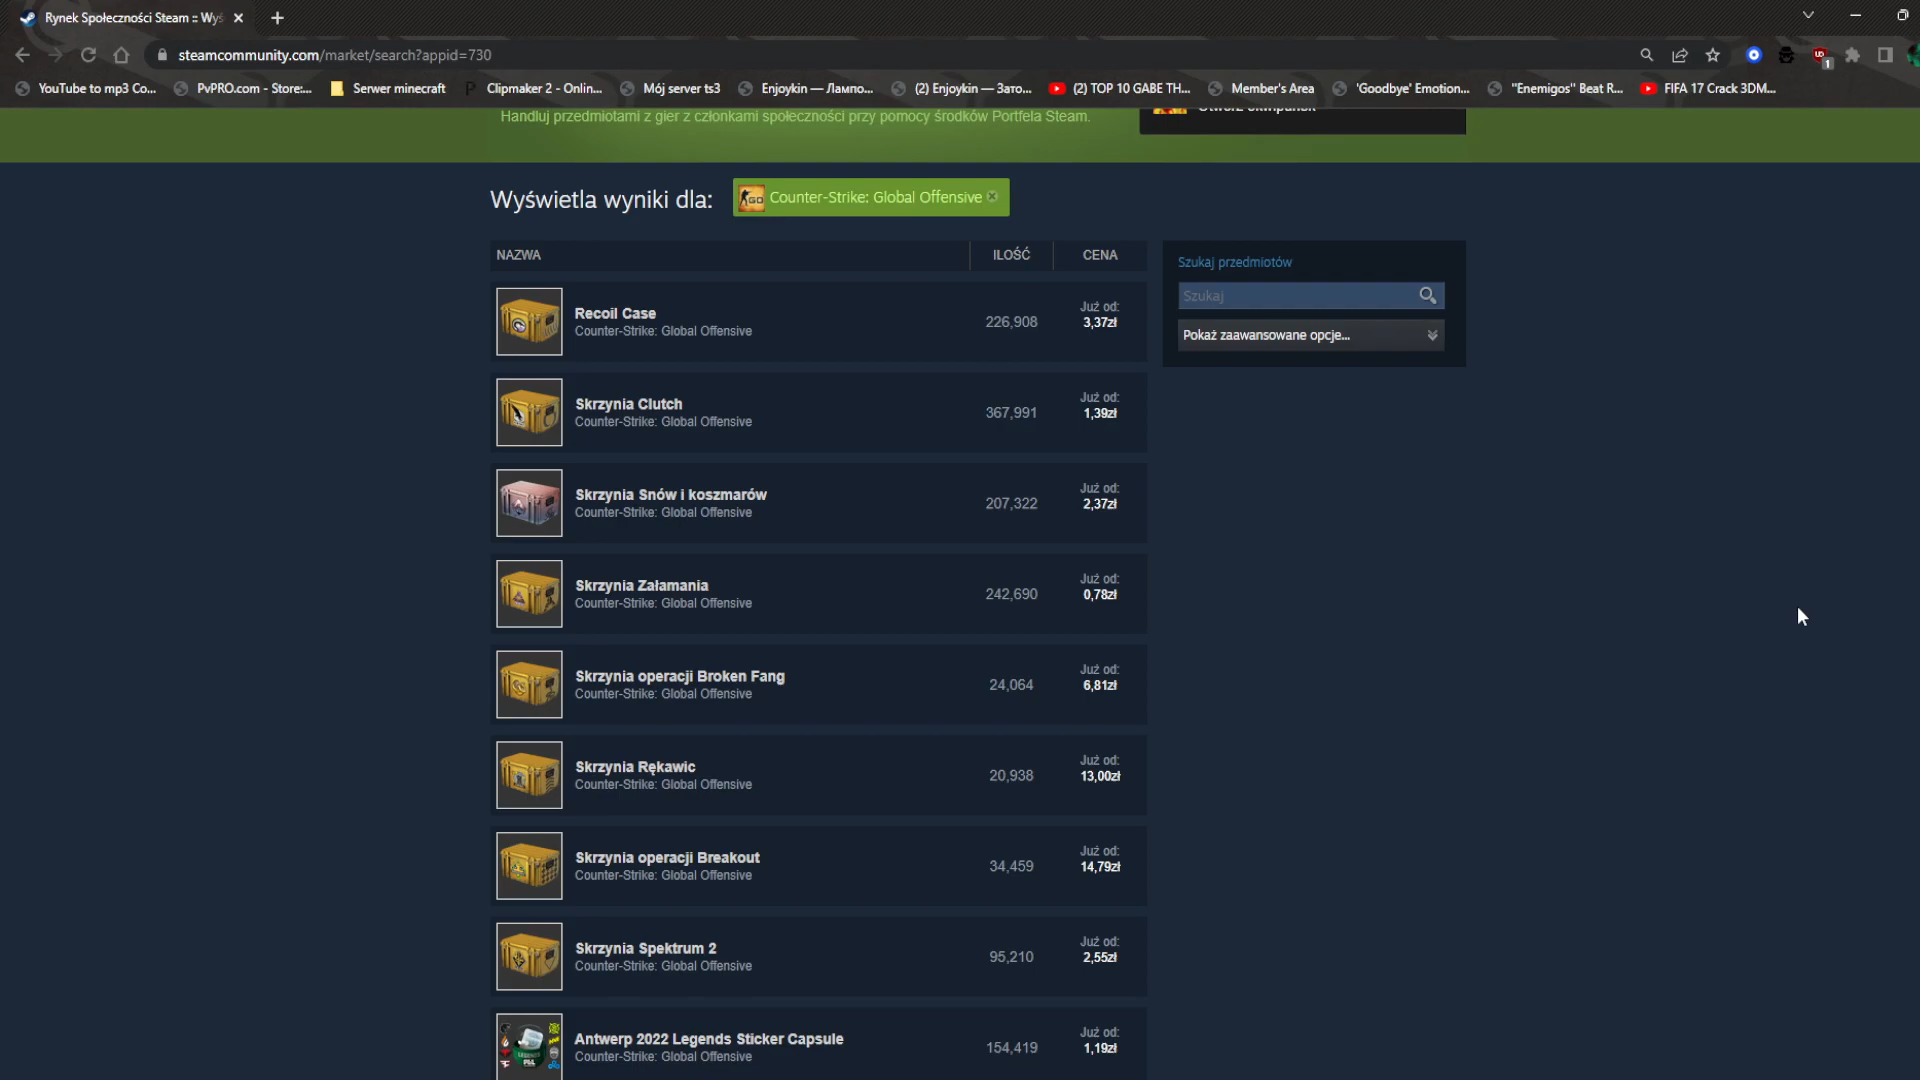 Rynek Społeczności Steam :: Wyś
steamcommunity.com/market/search?appid=730
1
YouTube to mp3 Co...
PvPRO.com - Store:...
Serwer minecraft
Clipmaker 2 - Onlin...
Mój server ts3
Enjoykin — Лампо...
(2) Enjoykin — Зато...
(2) TOP 10 GABE TH...
Member's Area
'Goodbye' Emotion...
"Enemigos" Beat R...
FIFA 17 Crack 3DM...
Handluj przedmiotami z gier z członkami społeczności przy pomocy środków Portfela Steam.
Wyświetla wyniki dla:
Counter-Strike: Global Offensive
NAZWA
ILOŚĆ
CENA
Recoil Case
Counter-Strike: Global Offensive
226,908
Już od:
3,37zł
Skrzynia Clutch
Counter-Strike: Global Offensive
367,991
Już od:
1,39zł
Skrzynia Snów i koszmarów
Counter-Strike: Global Offensive
207,322
Już od:
2,37zł
Skrzynia Załamania
Counter-Strike: Global Offensive
242,690
Już od:
0,78zł
Skrzynia operacji Broken Fang
Counter-Strike: Global Offensive
24,064
Już od:
6,81zł
Skrzynia Rękawic
Counter-Strike: Global Offensive
20,938
Już od:
13,00zł
Skrzynia operacji Breakout
Counter-Strike: Global Offensive
34,459
Już od:
14,79zł
Skrzynia Spektrum 2
Counter-Strike: Global Offensive
95,210
Już od:
2,55zł
Antwerp 2022 Legends Sticker Capsule
Counter-Strike: Global Offensive
154,419
Już od:
1,19zł
Szukaj przedmiotów
Szukaj
Pokaż zaawansowane opcje...